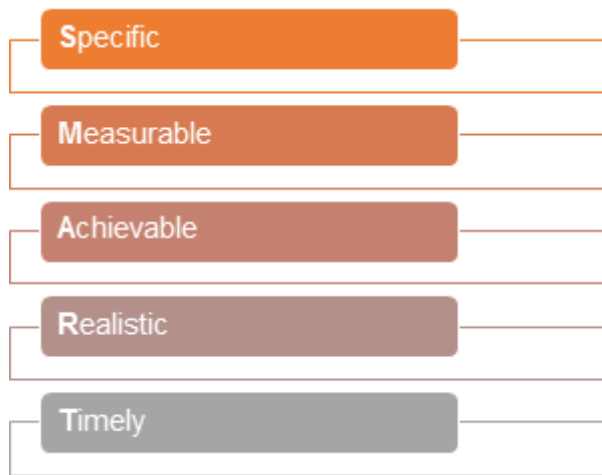 Specific
Measurable
Achievable
Realistic
Timely